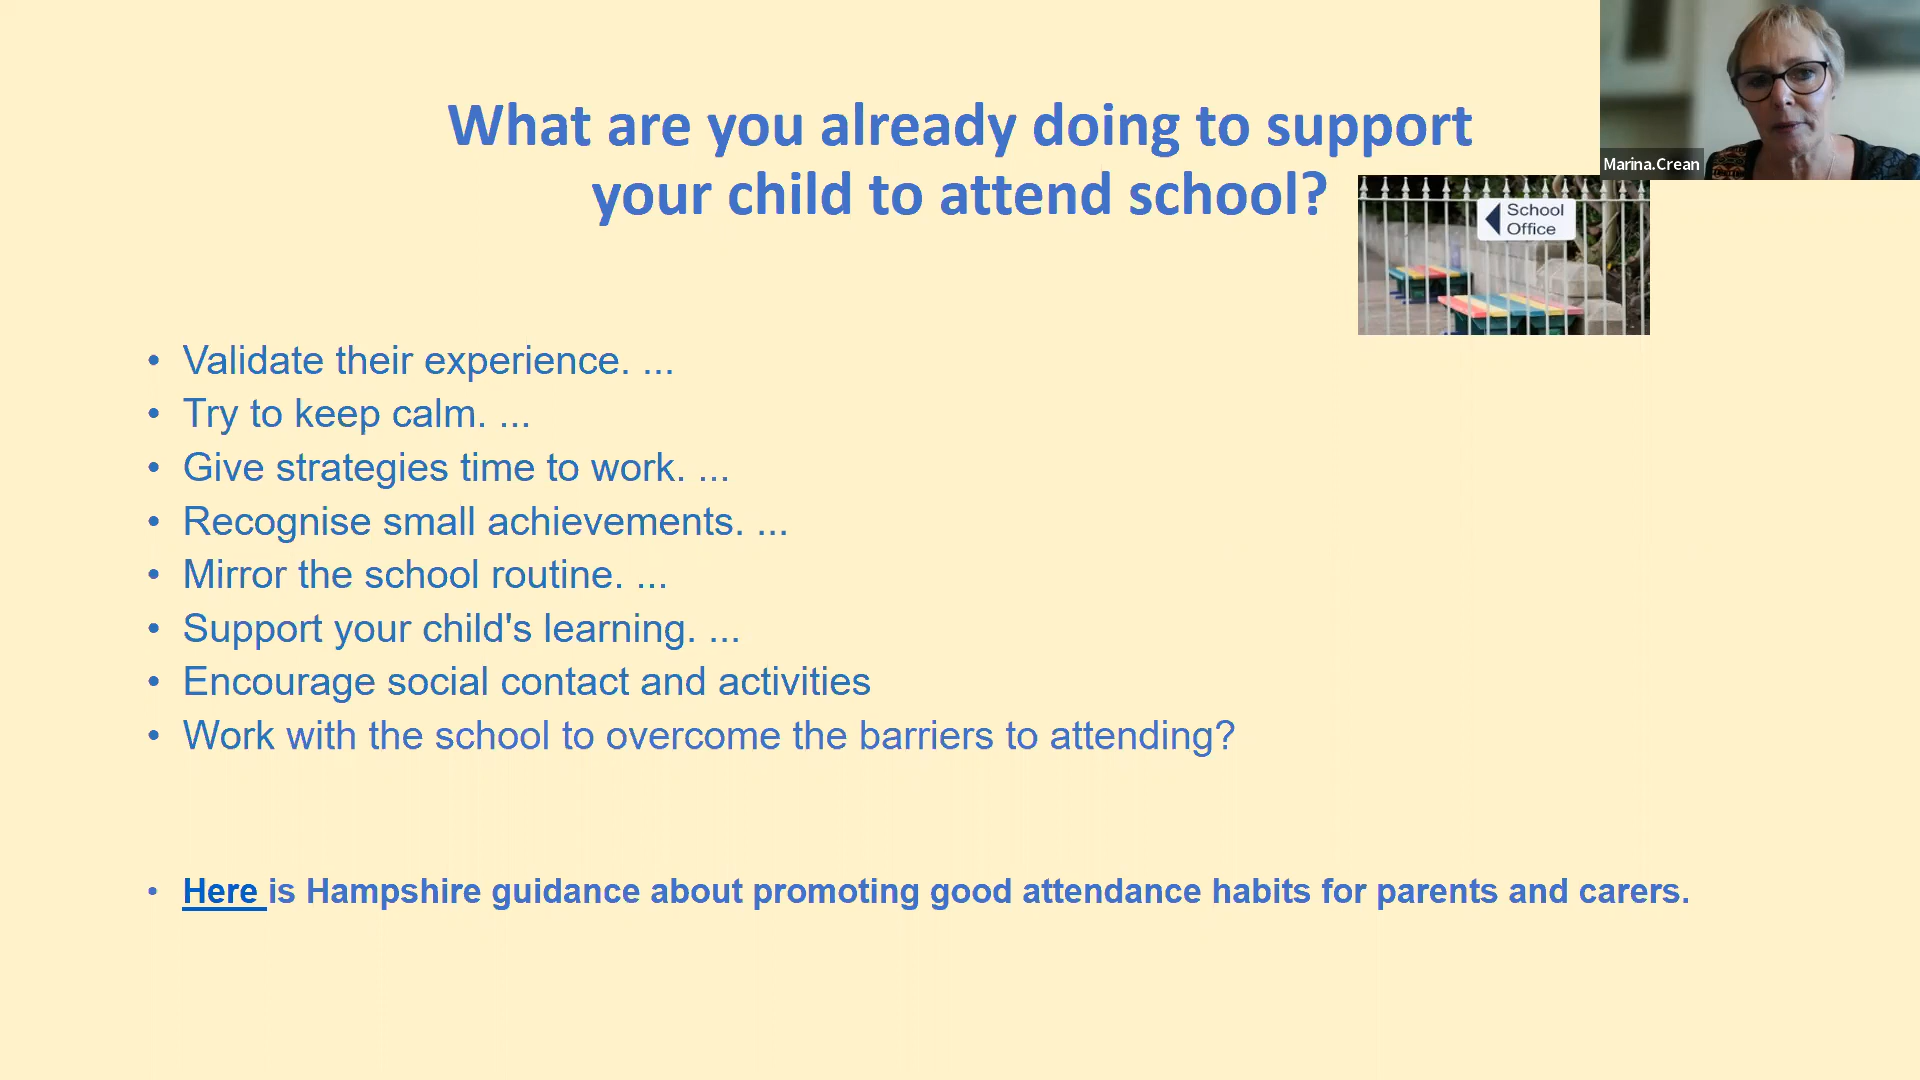 What are you already doing to support
your child to attend school?
Marina.Crean
School
Office
• Validate their experience. ...
• Try to keep calm. ...
• Give strategies time to work. ...
• Recognise small achievements. ...
• Mirror the school routine. ...
• Support your child's learning. ...
• Encourage social contact and activities
• Work with the school to overcome the barriers to attending?
• Here is Hampshire guidance about promoting good attendance habits for parents and carers.